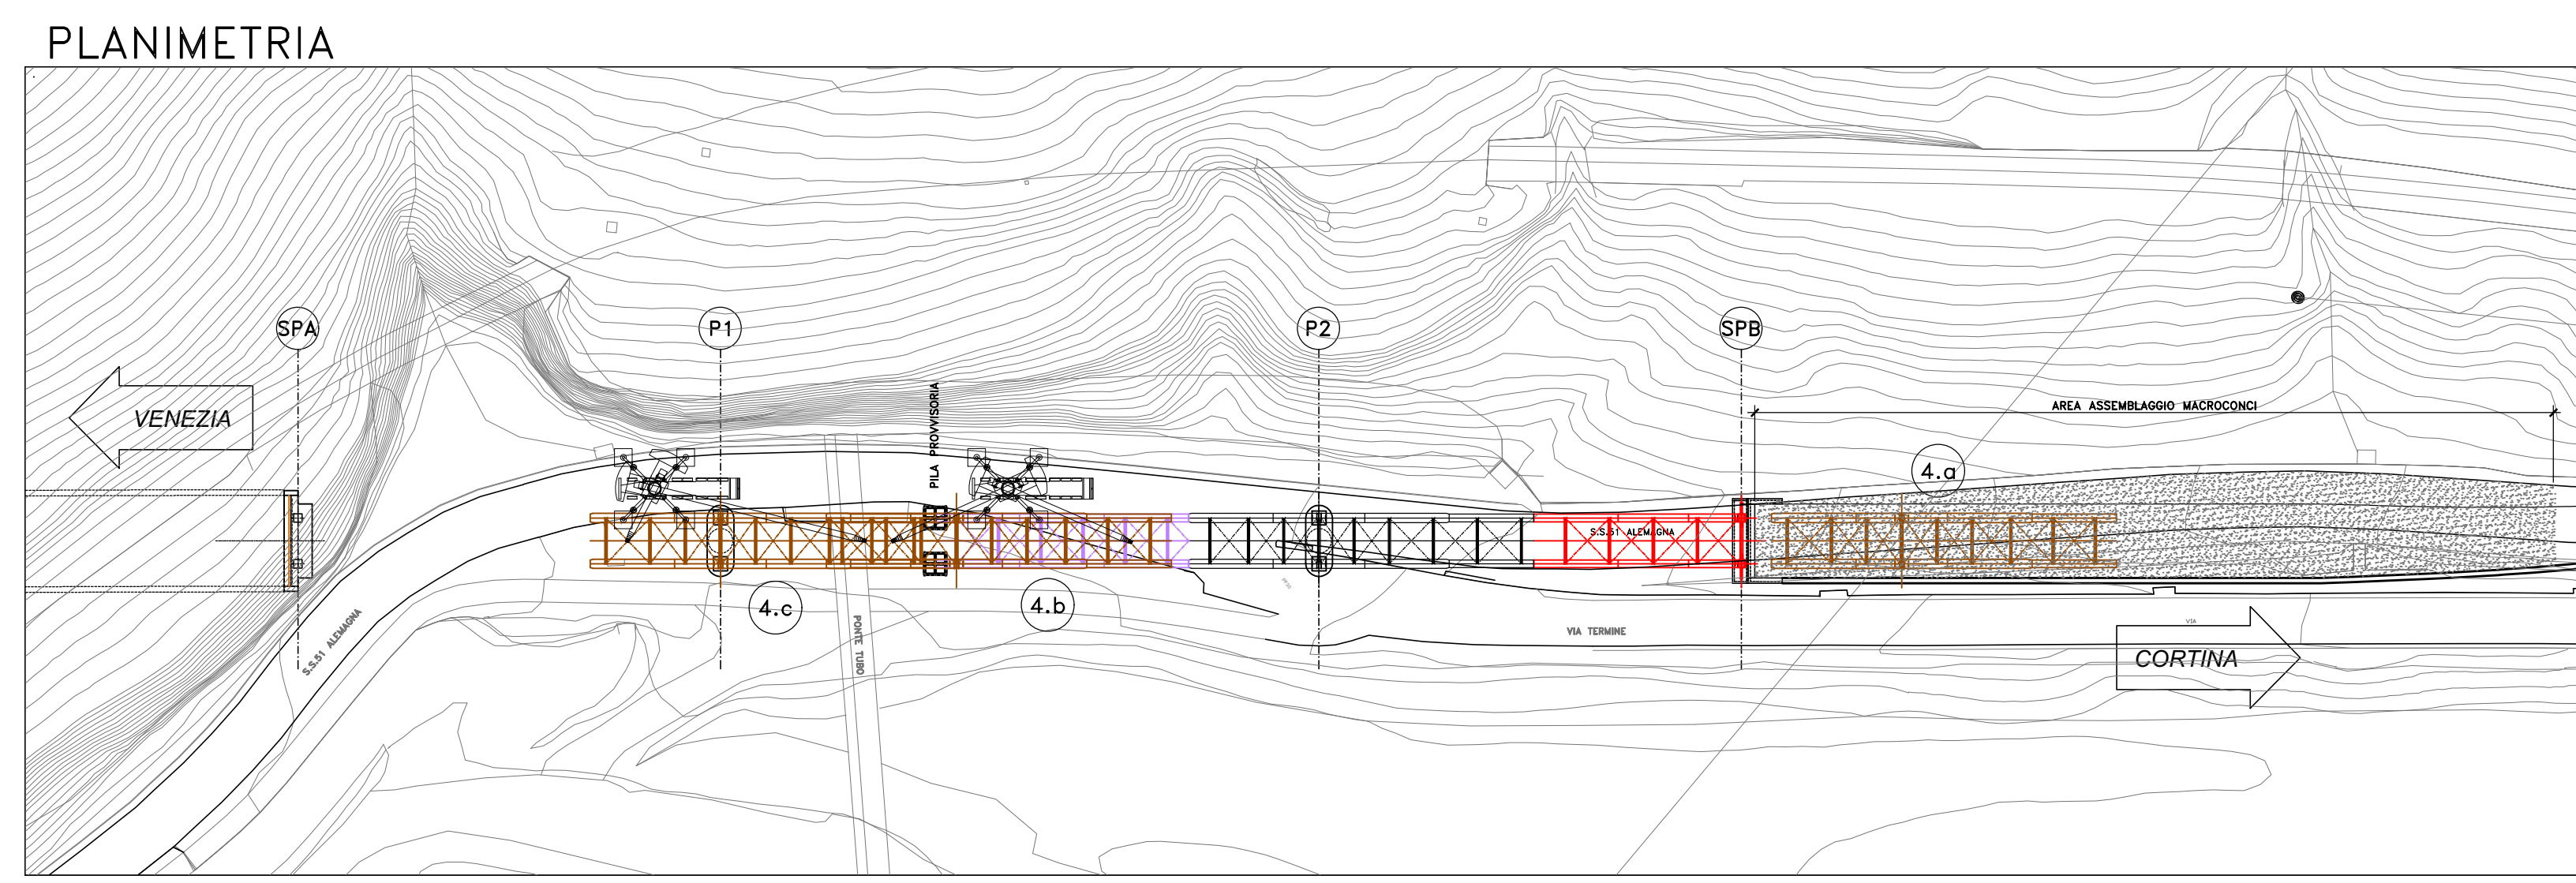 PLANIMETRIA
SPA
P1
P2
SPB
VENEZIA
PILA PROVVISORIA
AREA ASSEMBLAGGIO MACROCONCI
4.a
S.S.51 ALEMAGNA
4.c
4.b
S.S.51 ALEMAGNA
PONTE TUBO
VIA TERMINE
VIA
CORTINA